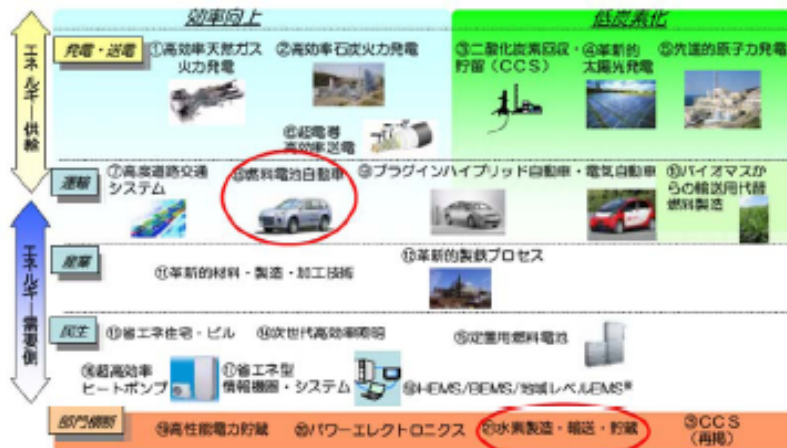 効率向上
低炭素化
エネルギー供給
発電・送電
①高効率天然ガス
火力発電
②高効率石炭火力発電
③二酸化炭素回収・
貯留（CCS）
④革新的
太陽光発電
⑤先進的原子力発電
⑥超電導
高効率送電
運輸
⑦高度道路交通
システム
⑧燃料電池自動車
⑨プラグインハイブリッド自動車・電気自動車
⑩バイオマスか
らの輸送用代替
燃料製造
エネルギー需要側
産業
⑪革新的材料・製造・加工技術
⑫革新的製鉄プロセス
民生
⑬省エネ住宅・ビル
⑭次世代高効率照明
⑮定置用燃料電池
⑯超高効率
ヒートポンプ
⑰省エネ型
情報機器・システム
⑱HEMS/BEMS/地域レベルEMS※
部門横断
⑲高性能電力貯蔵
⑳パワーエレクトロニクス
㉑水素製造・輸送・貯蔵
③CCS
（再掲）